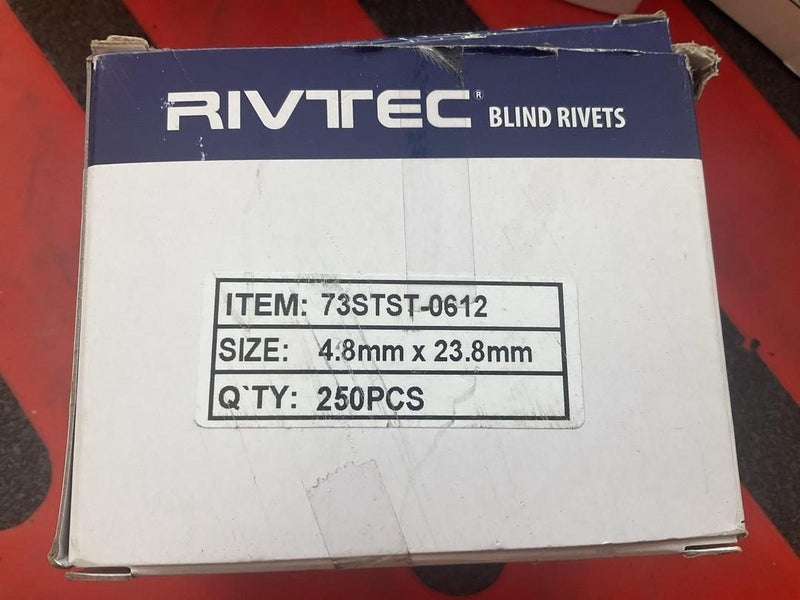 RIVTEC® BLIND RIVETS
ITEM: 73STST-0612
SIZE: 4.8mm x 23.8mm
Q`TY: 250PCS